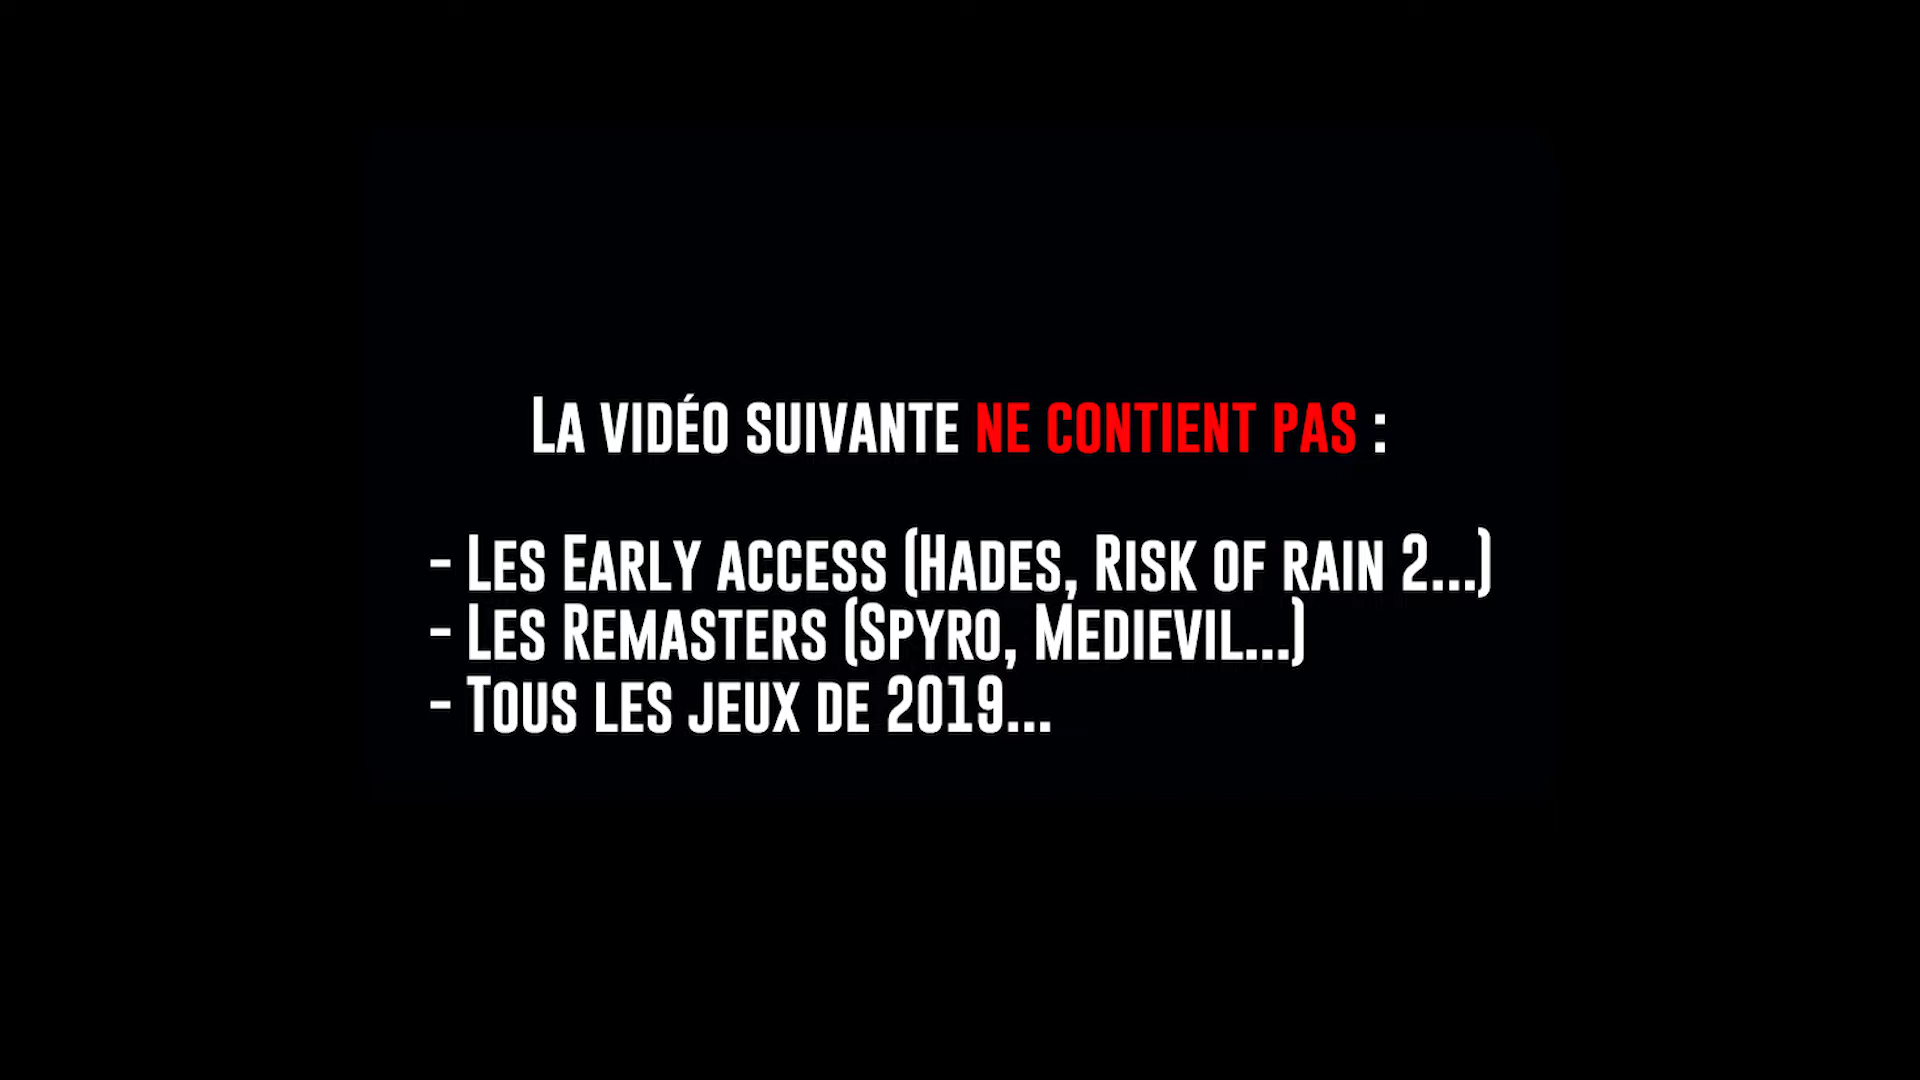 La vidéo suivante ne contient pas :
- Les Early access (Hades, Risk of rain 2...)
- Les Remasters (Spyro, Medievil...)
- Tous les jeux de 2019...